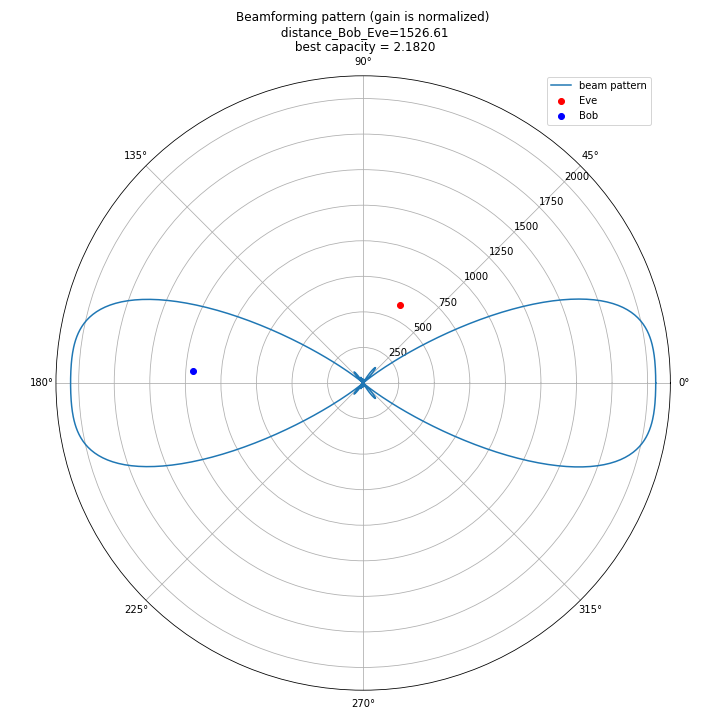 Beamforming pattern (gain is normalized)
distance_Bob_Eve=1526.61
best capacity = 2.1820
90°
beam pattern
Eve
Bob
135°
45°
2000
1750
1500
1250
1000
750
500
250
180°
0°
225°
315°
270°